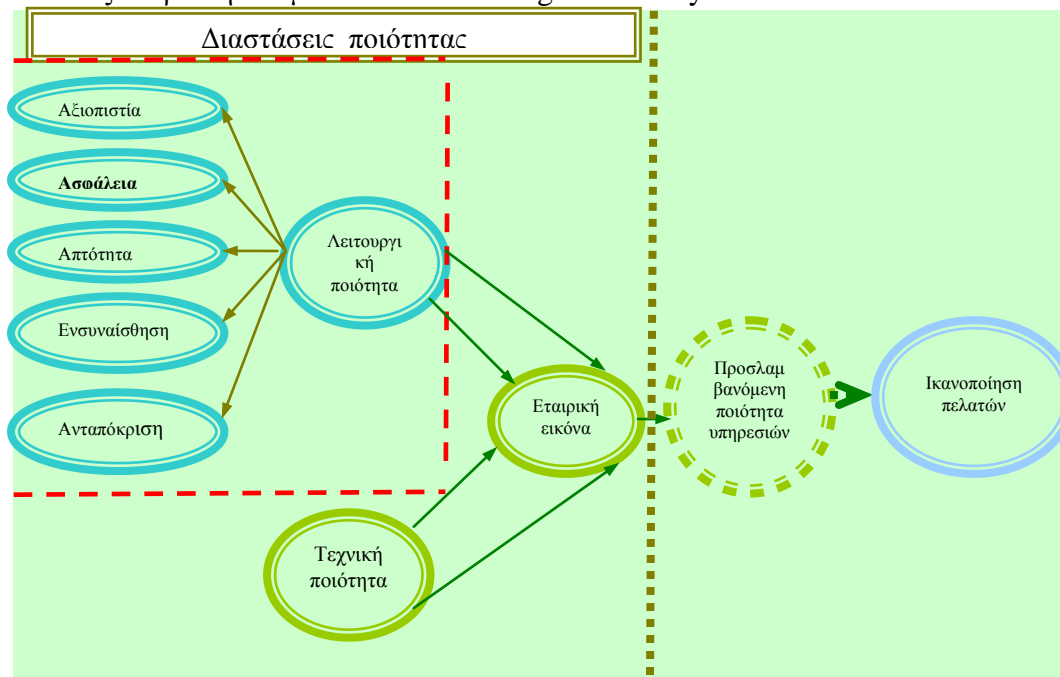 Διαστάσεις ποιότητας
Αξιοπιστία
Ασφάλεια
Απτότητα
Ενσυναίσθηση
Ανταπόκριση
Λειτουργι
κή
ποιότητα
Εταιρική
εικόνα
Τεχνική
ποιότητα
Προσλαμ
βανόμενη
ποιότητα
υπηρεσιών
Ικανοποίηση
πελατών